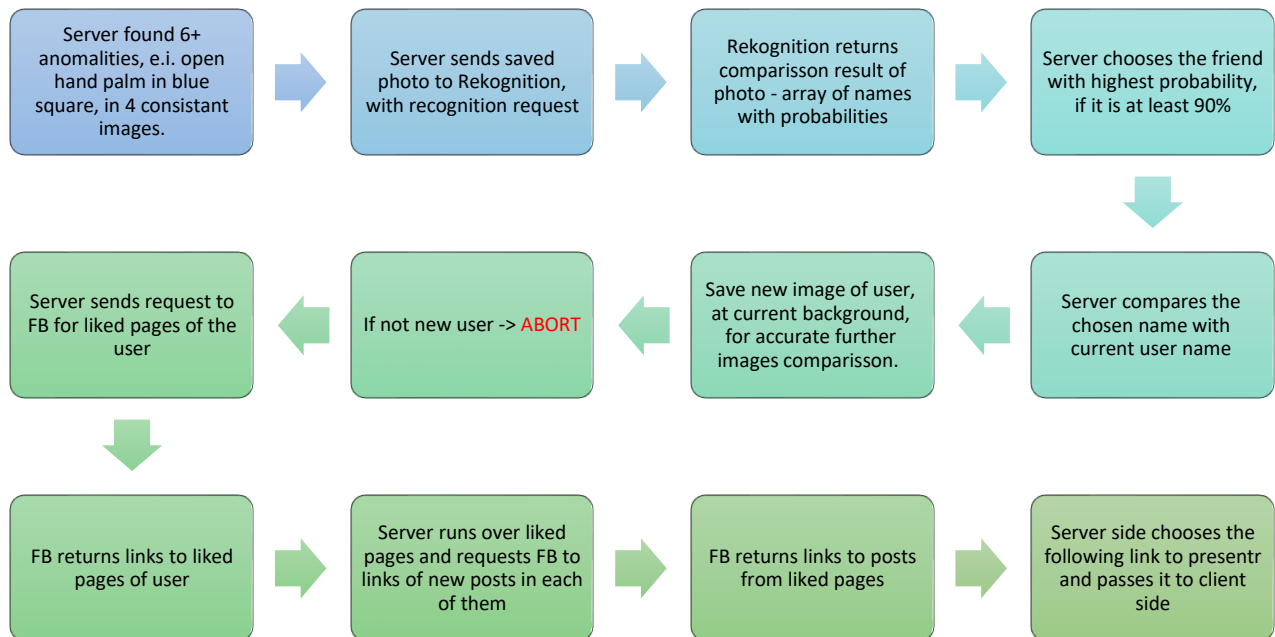 Server found 6+
anomalities, e.i. open
hand palm in blue
square, in 4 consistant
images.
Server sends saved
photo to Rekognition,
with recognition request
Rekognition returns
comparisson result of
photo - array of names
with probabilities
Server chooses the friend
with highest probability,
if it is at least 90%
Server compares the
chosen name with
current user name
Save new image of user,
at current background,
for accurate further
images comparisson.
If not new user -> ABORT
Server sends request to
FB for liked pages of the
user
FB returns links to liked
pages of user
Server runs over liked
pages and requests FB to
links of new posts in each
of them
FB returns links to posts
from liked pages
Server side chooses the
following link to presentr
and passes it to client
side